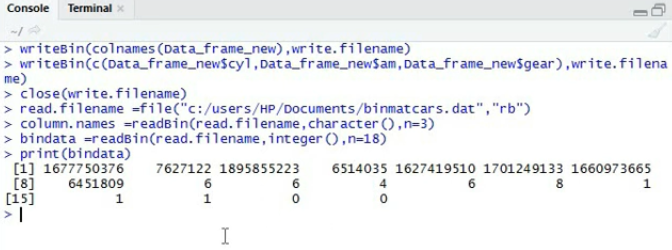 Console Terminal ×
~/
> writeBin(colnames(Data_frame_new),write.filename)
> writeBin(c(Data_frame_new$cyl,Data_frame_new$am,Data_frame_new$gear),write.filena
me)
> close(write.filename)
> read.filename =file("c:/users/HP/Documents/binmatcars.dat","rb")
> column.names =readBin(read.filename,character(),n=3)
> bindata =readBin(read.filename,integer(),n=18)
> print(bindata)
[1] 1677750376 7627122 1895855223 6514035 1627419510 1701249133 1660973665
[8] 6451809 6 6 4 6 8 1
[15] 1 1 0 0
>